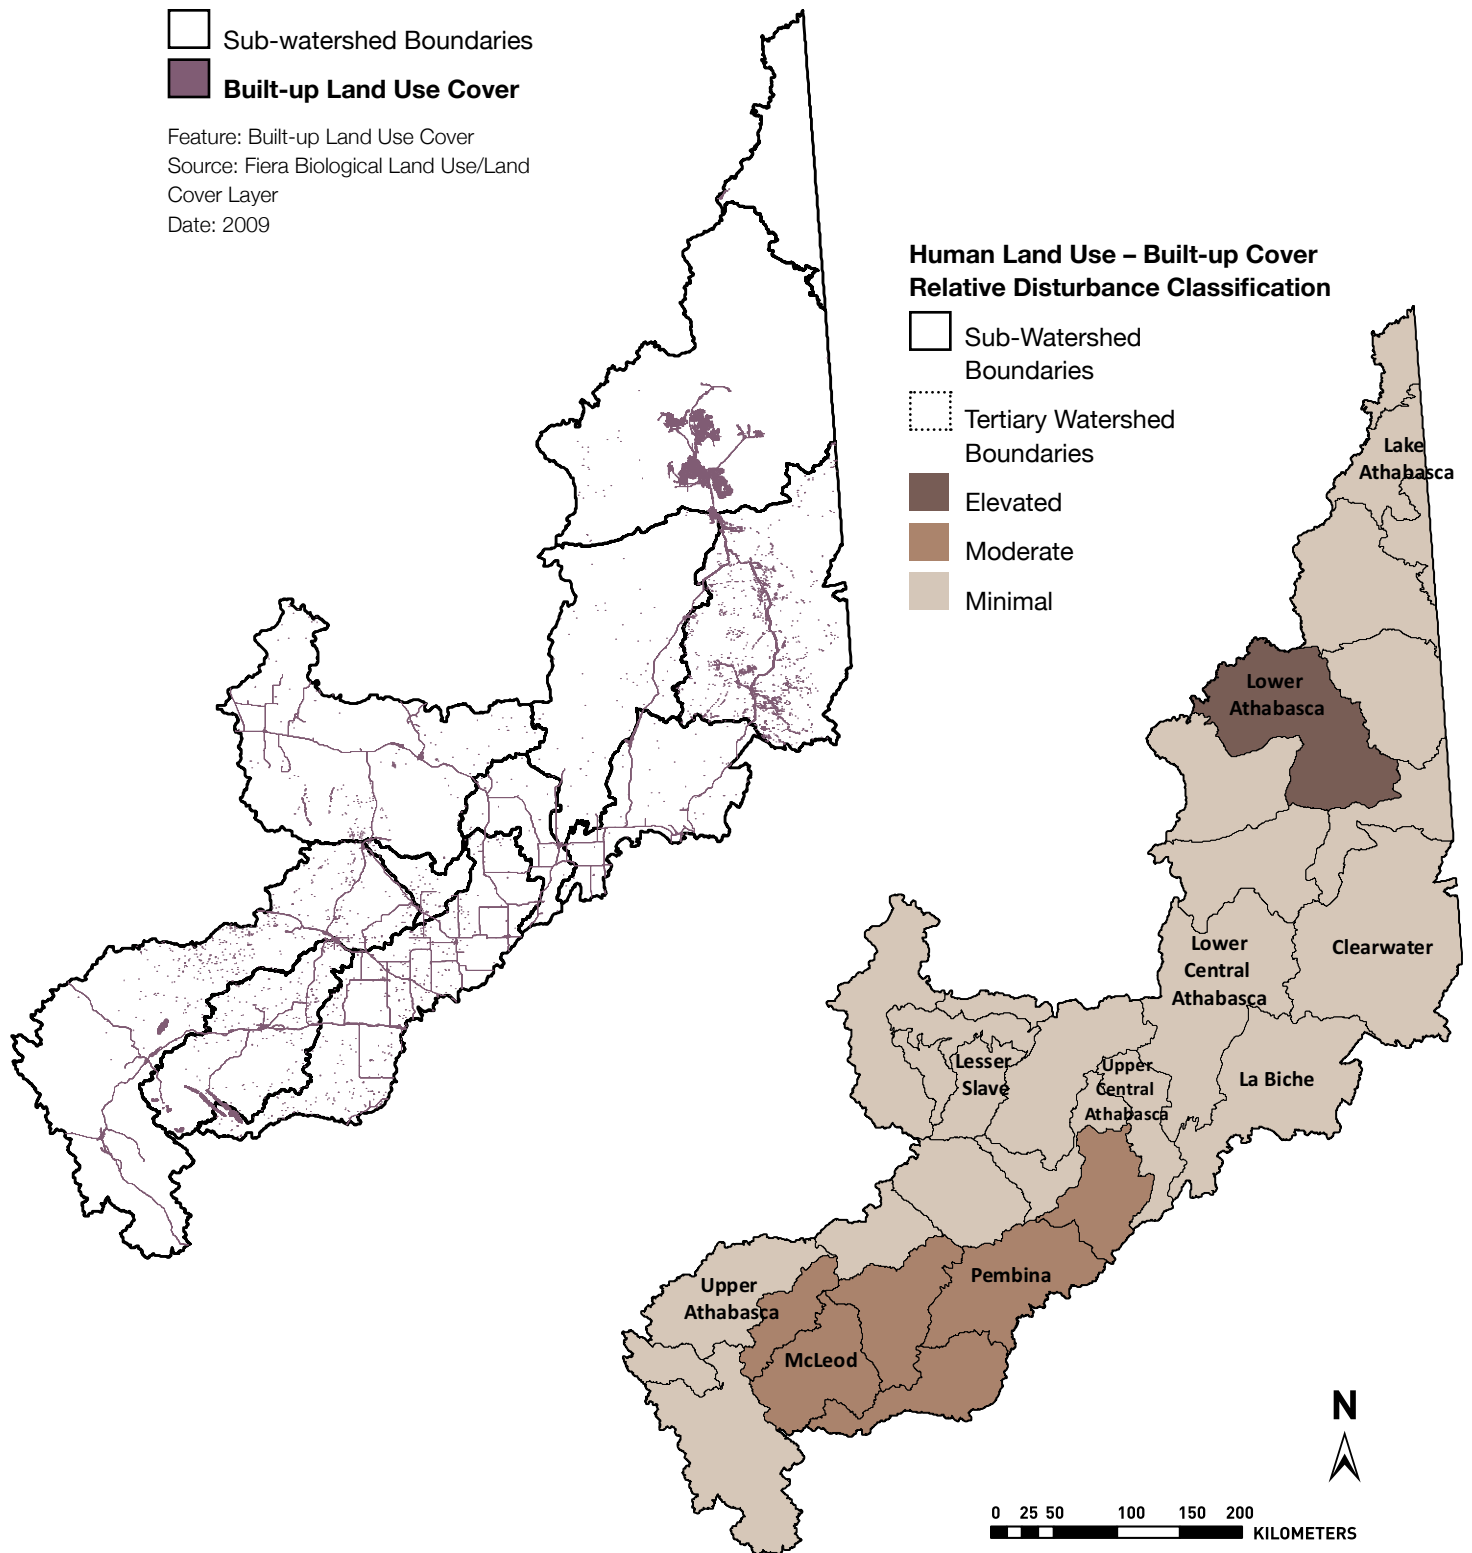 Sub-watershed Boundaries
Built-up Land Use Cover
Feature: Built-up Land Use Cover
Source: Fiera Biological Land Use/Land
Cover Layer
Date: 2009
Human Land Use – Built-up Cover
Relative Disturbance Classification
Sub-Watershed
Boundaries
Tertiary Watershed
Boundaries
Elevated
Moderate
Minimal
Lake
Athabasca
Lower
Athabasca
Lower
Central
Athabasca
Clearwater
Lesser
Slave
Upper
Central
Athabasca
La Biche
Pembina
Upper
Athabasca
McLeod
N
0 25 50 100 150 200
KILOMETERS